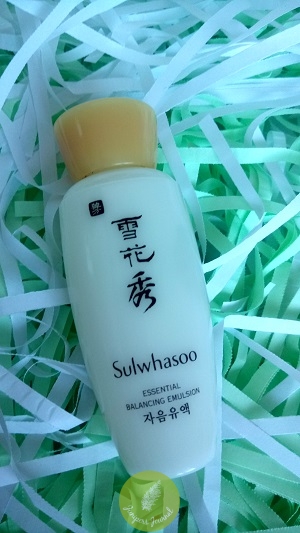 雪
花
秀
Sulwhasoo
ESSENTIAL
BALANCING EMULSION
자음유액